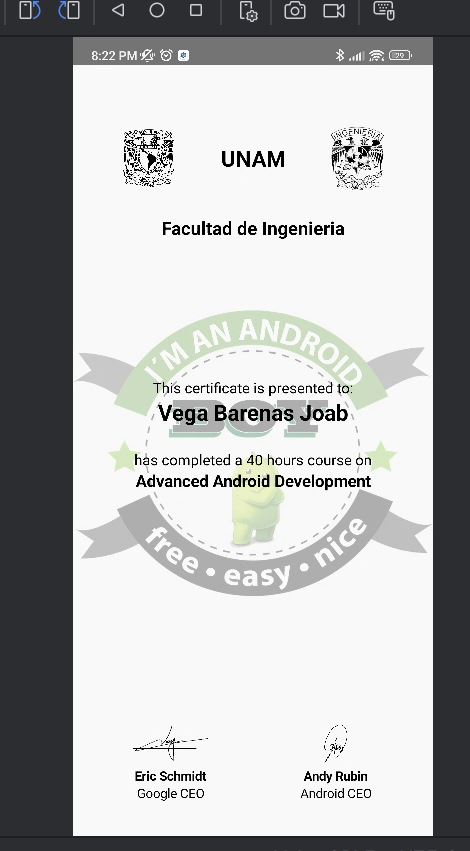 8:22 PM
29
UNAM
INGENIERIA
Facultad de Ingenieria
I'M AN ANDROID
This certificate is presented to:
BOY
Vega Barenas Joab
has completed a 40 hours course on
Advanced Android Development
free • easy • nice
Eric Schmidt
Andy Rubin
Google CEO
Android CEO